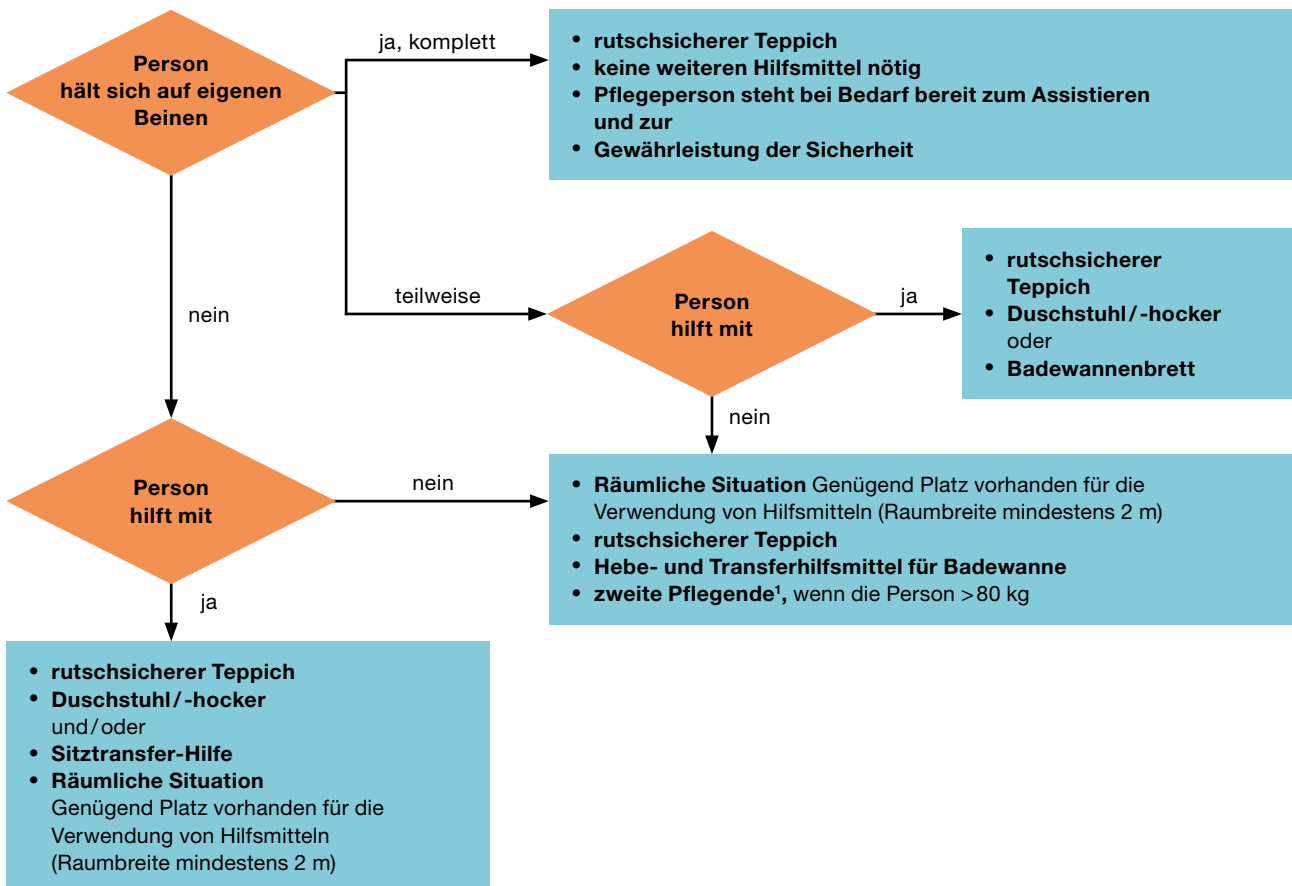 Person
hält sich auf eigenen
Beinen
ja, komplett
• rutschsicherer Teppich
• keine weiteren Hilfsmittel nötig
• Pflegeperson steht bei Bedarf bereit zum Assistieren
und zur
• Gewährleistung der Sicherheit
nein
teilweise
Person
hilft mit
ja
• rutschsicherer
Teppich
• Duschstuhl/-hocker
oder
• Badewannenbrett
nein
Person
hilft mit
nein
• Räumliche Situation Genügend Platz vorhanden für die
Verwendung von Hilfsmitteln (Raumbreite mindestens 2 m)
• rutschsicherer Teppich
• Hebe- und Transferhilfsmittel für Badewanne
• zweite Pflegende¹, wenn die Person >80 kg
ja
• rutschsicherer Teppich
• Duschstuhl/-hocker
und/oder
• Sitztransfer-Hilfe
• Räumliche Situation
Genügend Platz vorhanden für die
Verwendung von Hilfsmitteln
(Raumbreite mindestens 2 m)